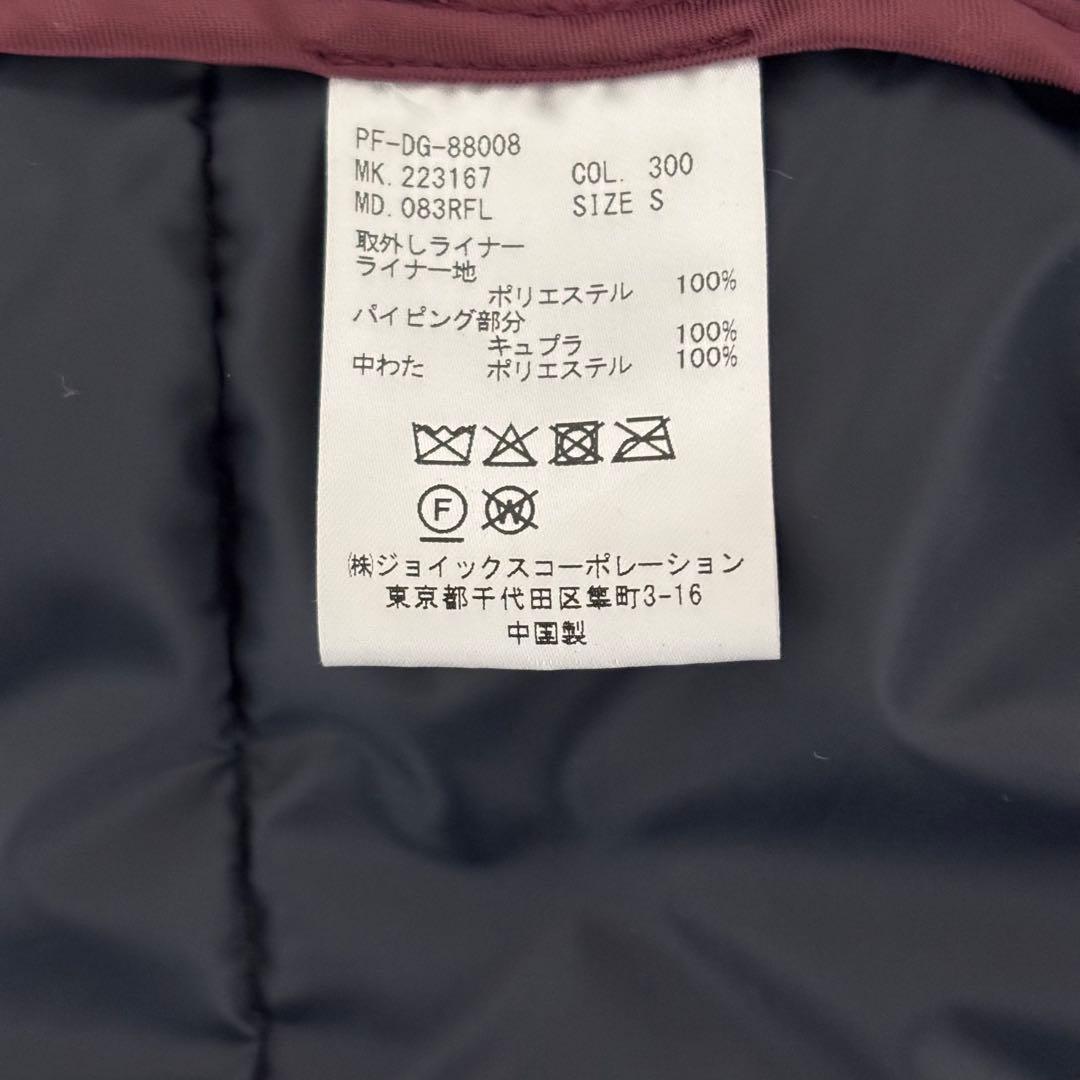 PF-DG-88008
MK. 223167 COL. 300
MD. 083RFL SIZE S
取外しライナー
ライナー地
ポリエステル 100%
パイピング部分
キュプラ 100%
中わた ポリエステル 100%
F
W
㈱ジョイックスコーポレーション
東京都千代田区隼町3-16
中国製